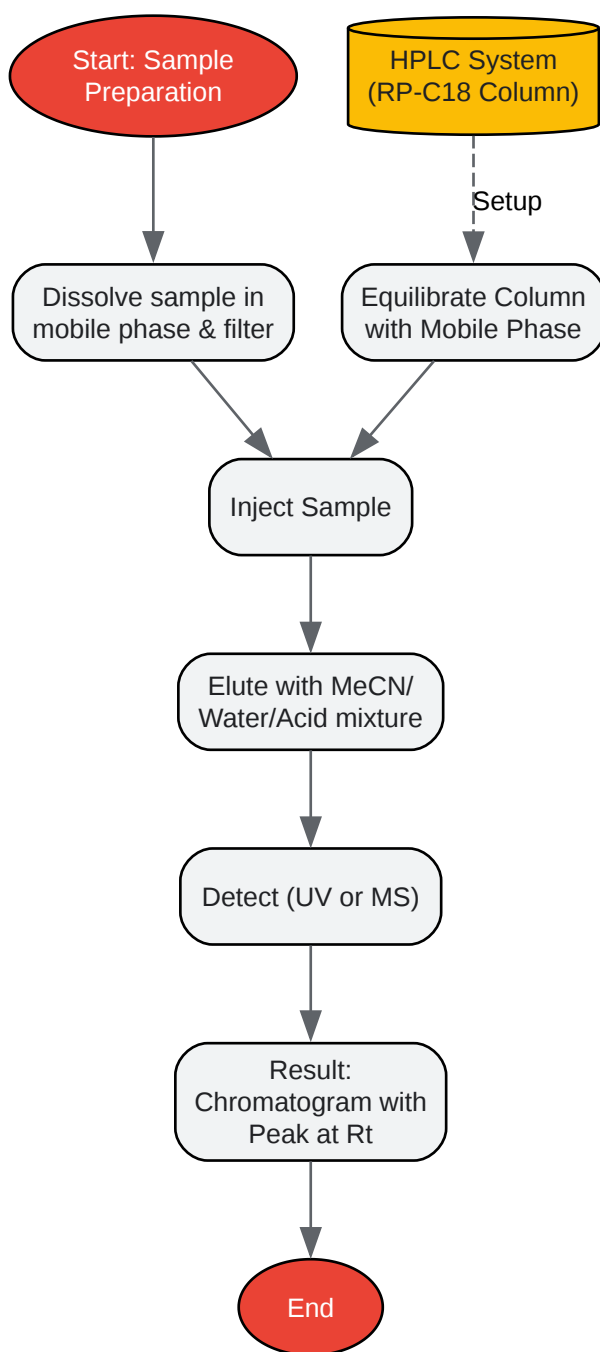 Start: Sample
Preparation
HPLC System
(RP-C18 Column)
Setup
Dissolve sample in
mobile phase & filter
Equilibrate Column
with Mobile Phase
Inject Sample
Elute with MeCN/
Water/Acid mixture
Detect (UV or MS)
Result:
Chromatogram with
Peak at Rt
End